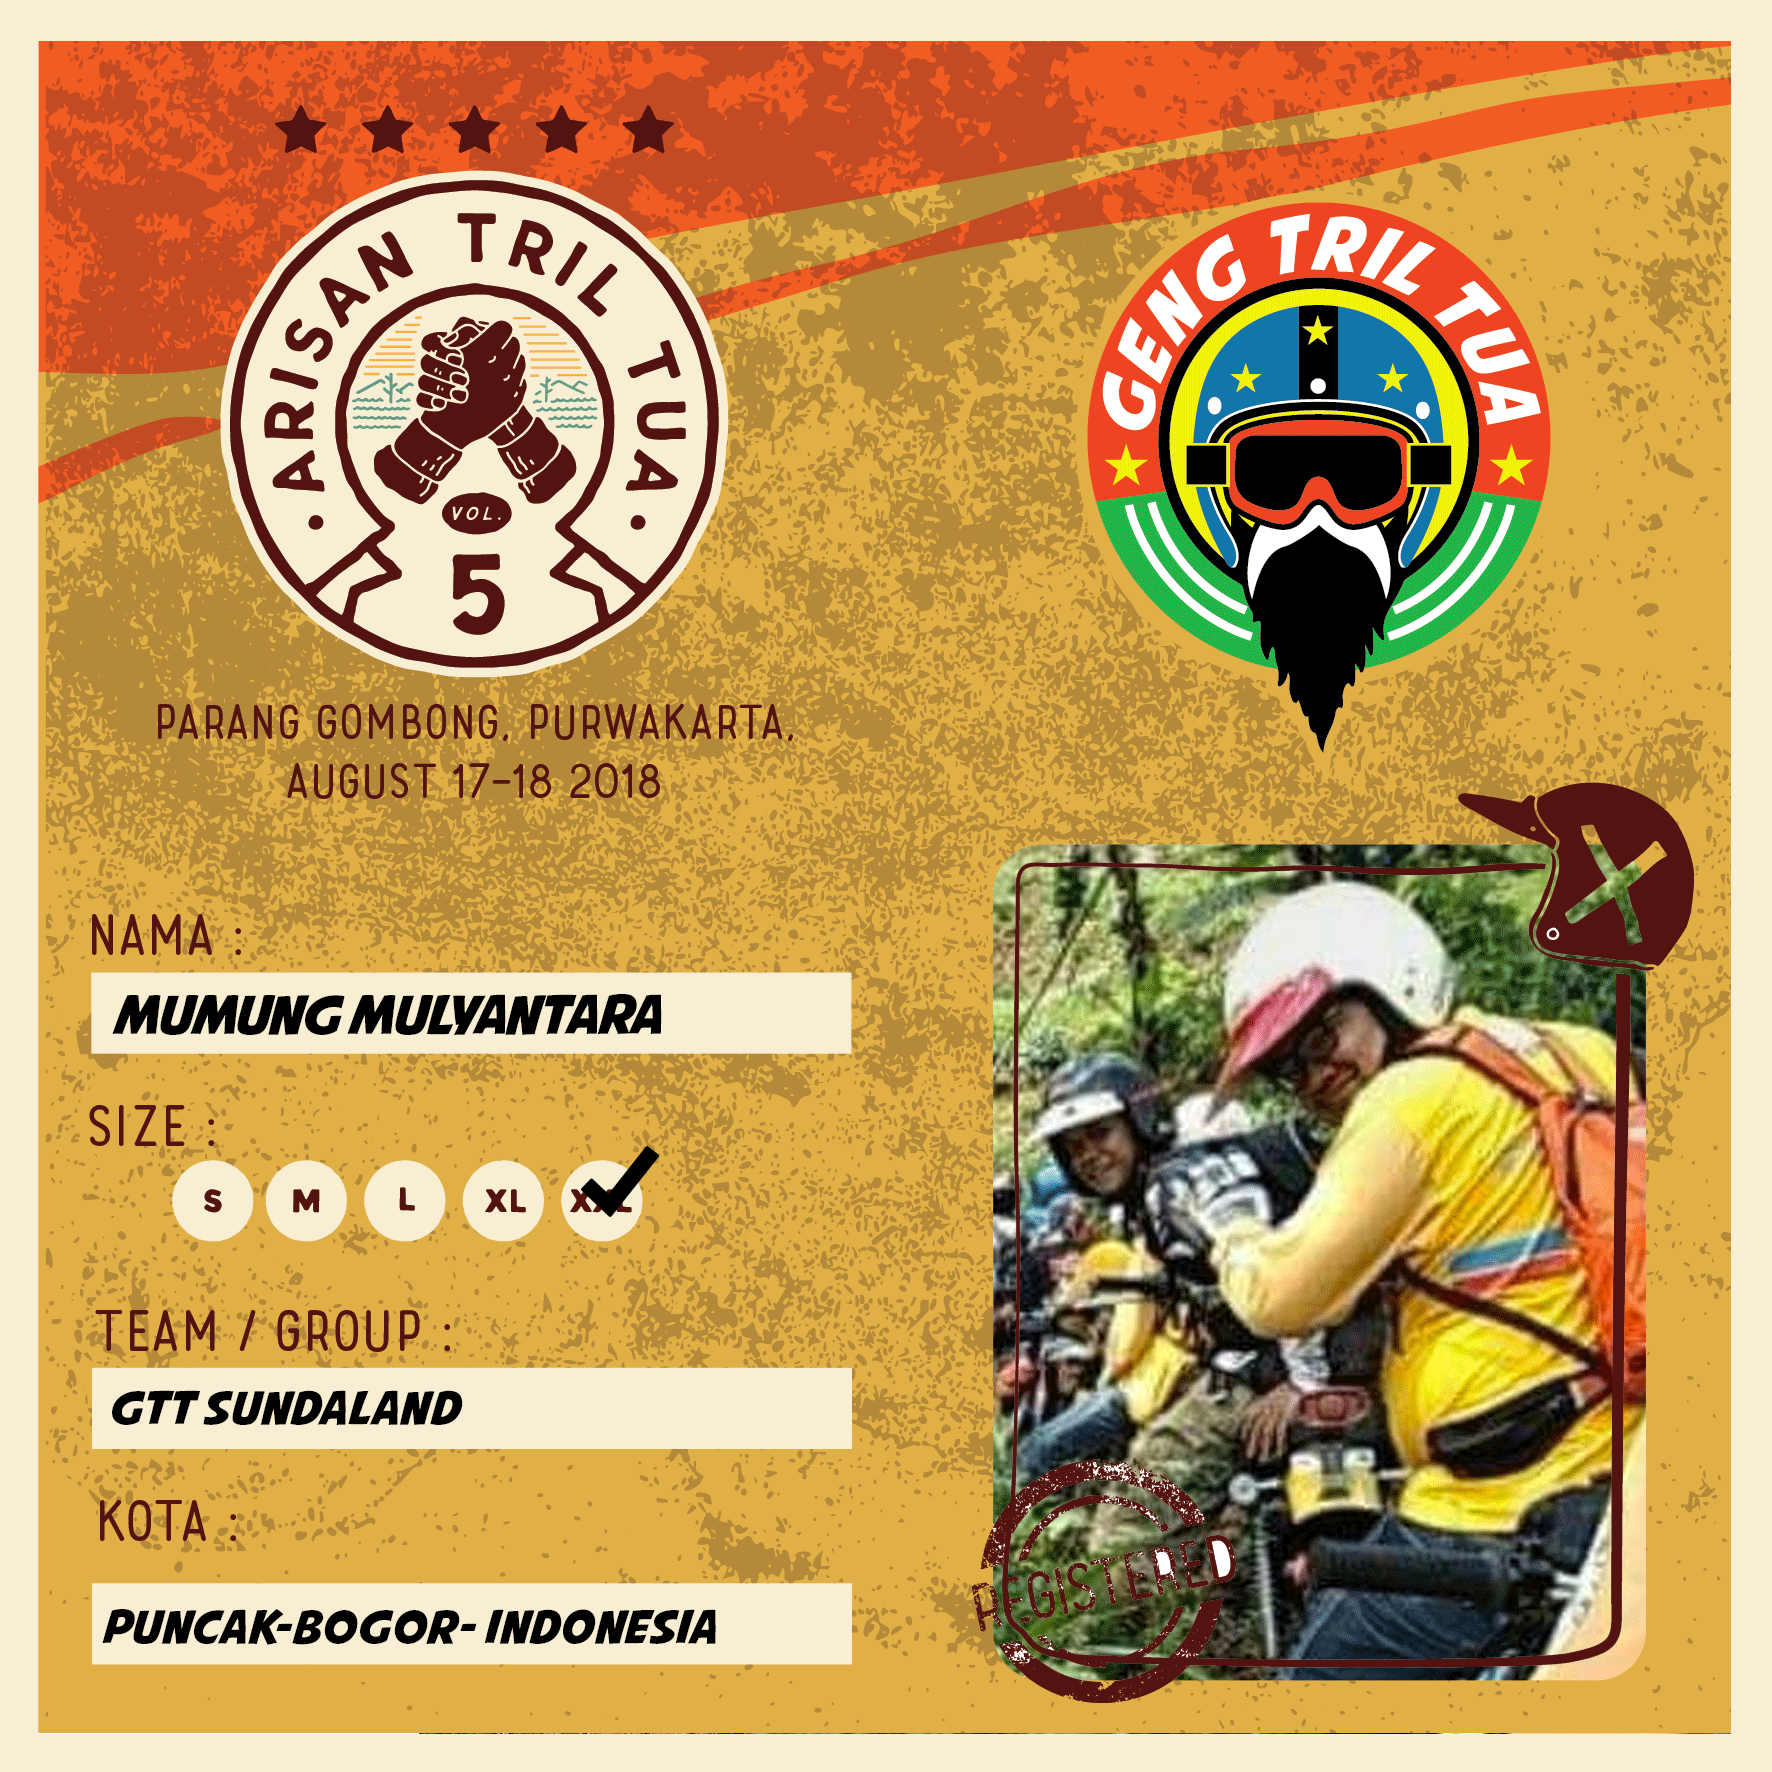 ARISAN TRIL TUA
VOL.
5
GENG TRIL TUA
PARANG GOMBONG, PURWAKARTA,
AUGUST 17-18 2018
NAMA :
MUMUNG MULYANTARA
SIZE :
S M L XL XXL
TEAM / GROUP :
GTT SUNDALAND
KOTA :
PUNCAK-BOGOR- INDONESIA
REGISTERED